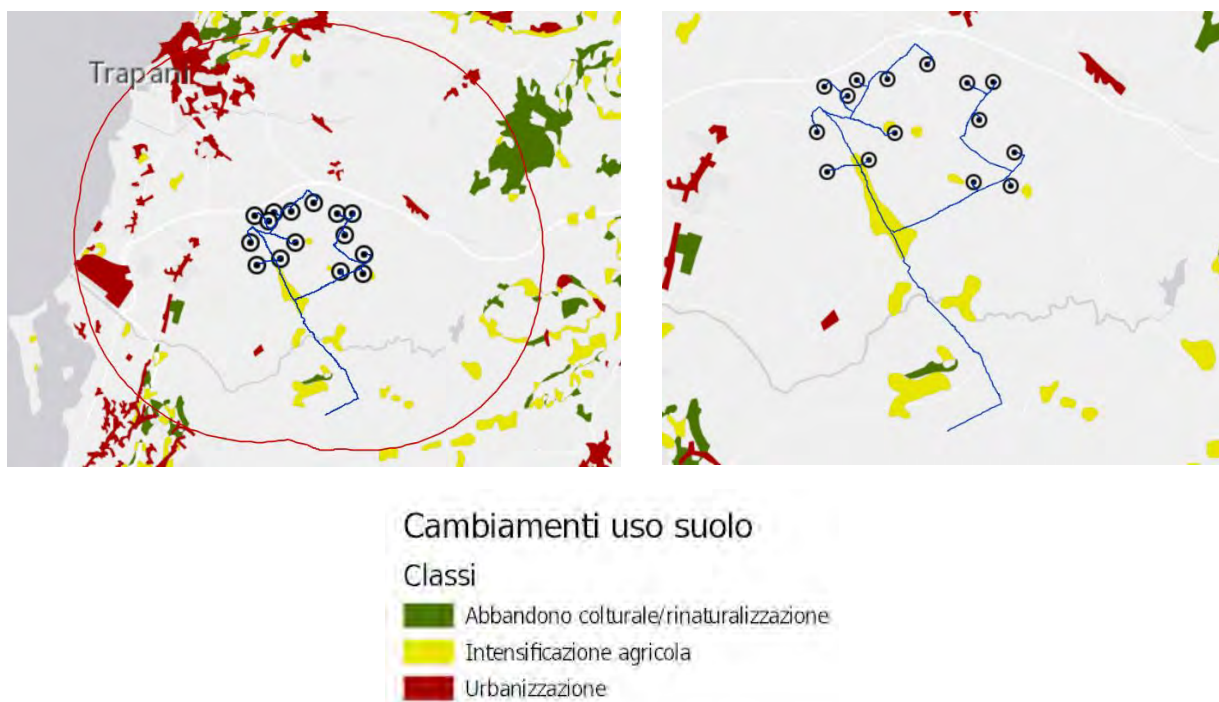 Trapani
Cambiamenti uso suolo
Classi
Abbandono colturale/rinaturalizzazione
Intensificazione agricola
Urbanizzazione